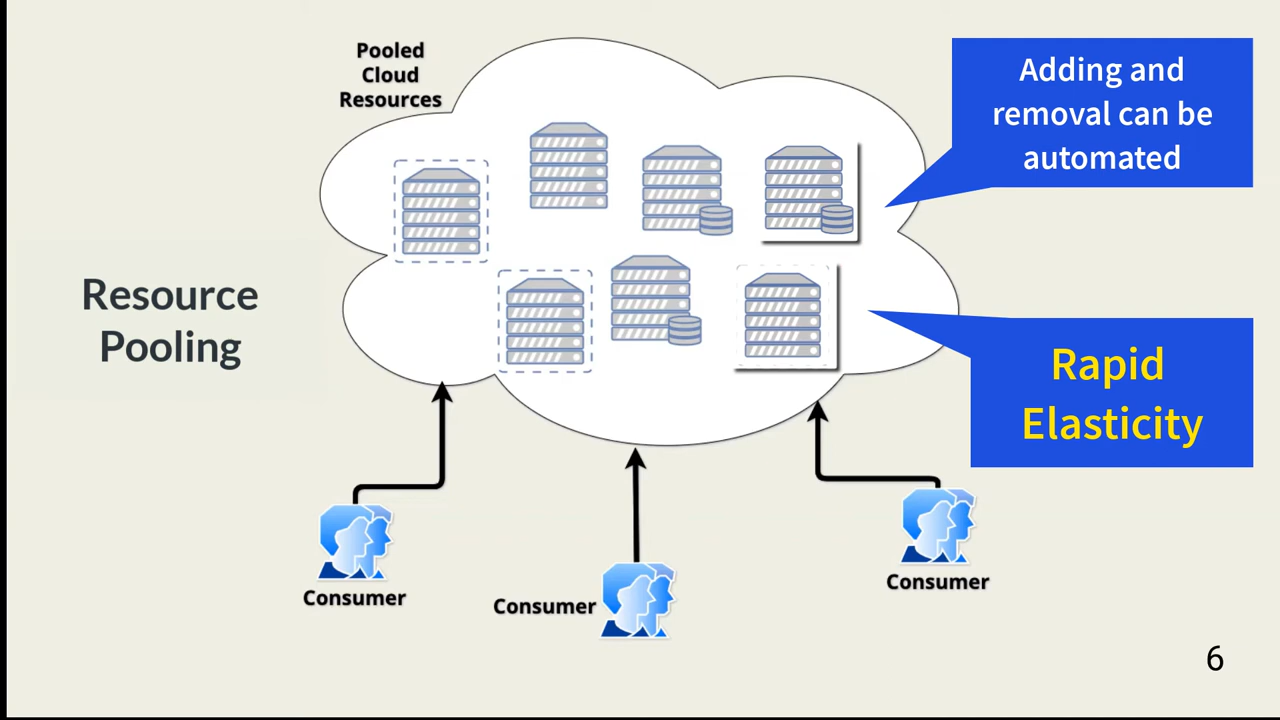 Pooled
Cloud
Resources
Adding and
removal can be
automated
Resource
Pooling
Rapid
Elasticity
Consumer
Consumer
Consumer
6